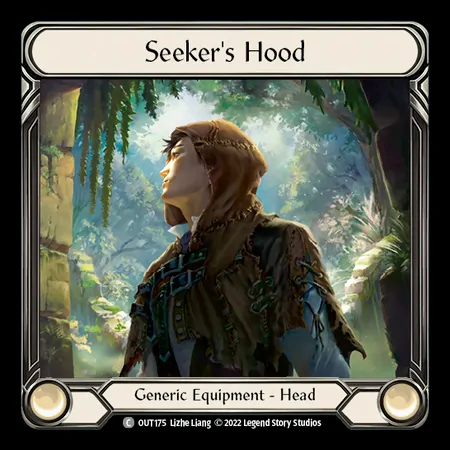 Seeker's Hood
Generic Equipment - Head
C OUT175 Lizhe Liang © 2022 Legend Story Studios